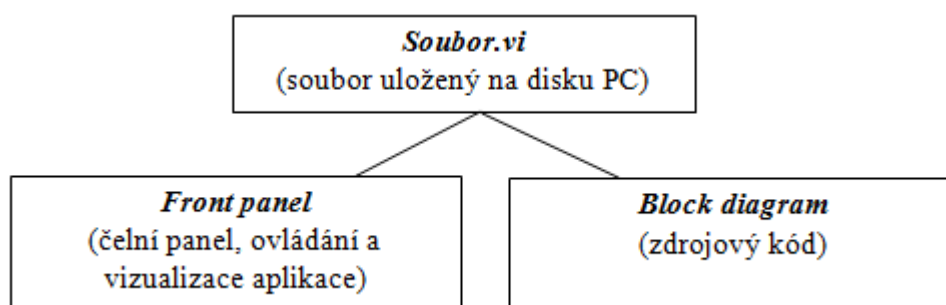 Soubor.vi
(soubor uložený na disku PC)
Front panel
(čelní panel, ovládání a
vizualizace aplikace)
Block diagram
(zdrojový kód)